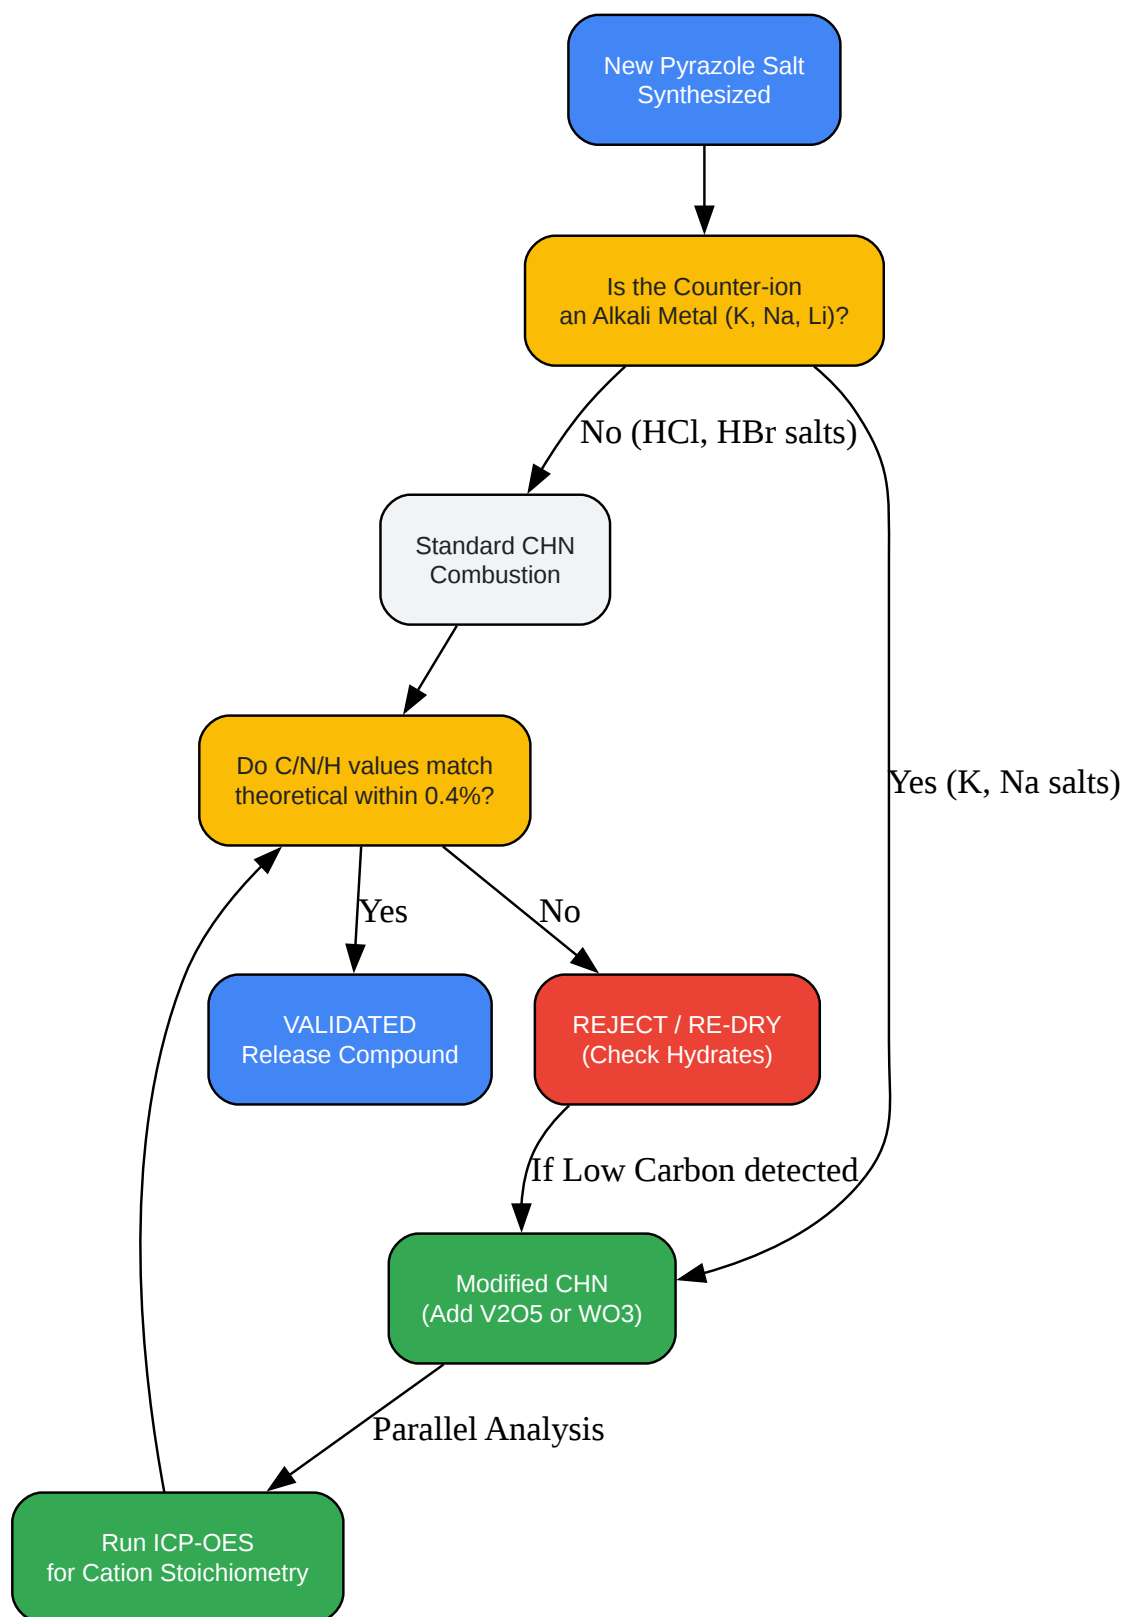 New Pyrazole Salt
Synthesized
Is the Counter-ion
an Alkali Metal (K, Na, Li)?
No (HCl, HBr salts)
Standard CHN
Combustion
Do C/N/H values match
theoretical within 0.4%?
Yes (K, Na salts)
Yes
No
VALIDATED
Release Compound
REJECT / RE-DRY
(Check Hydrates)
If Low Carbon detected
Modified CHN
(Add V2O5 or WO3)
Parallel Analysis
Run ICP-OES
for Cation Stoichiometry